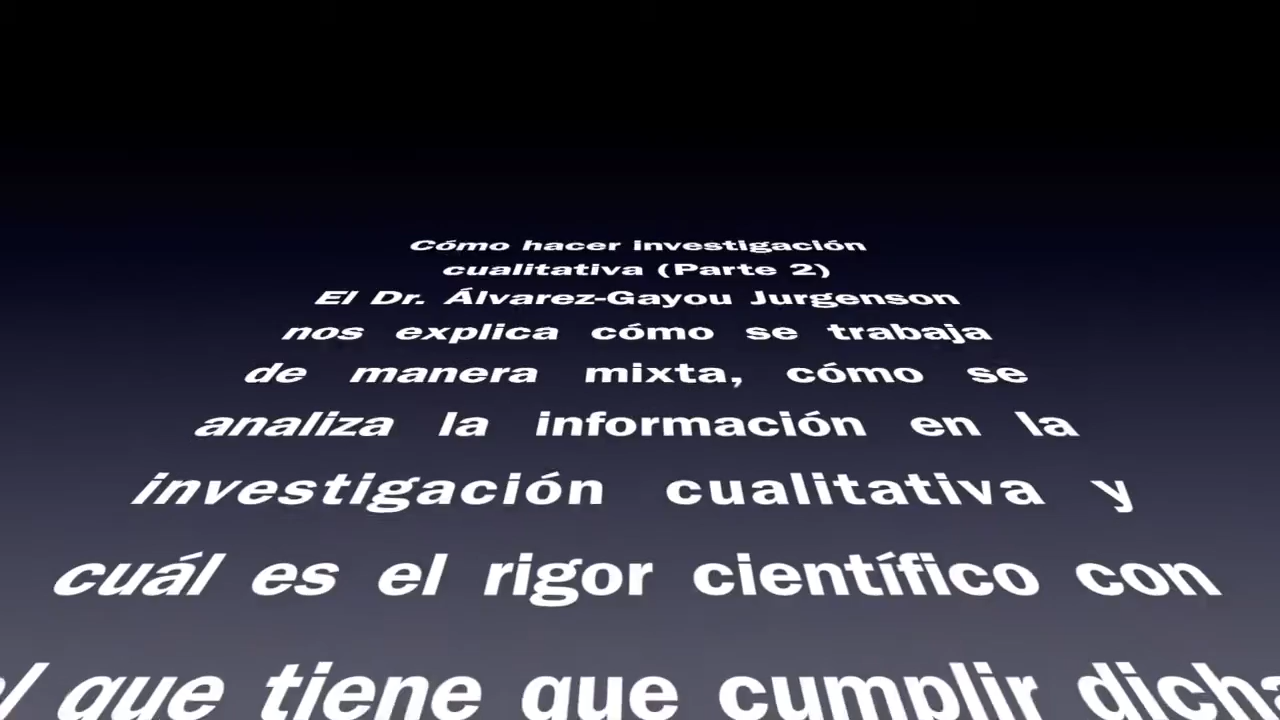 Cómo hacer investigación
cualitativa (Parte 2)
El Dr. Álvarez-Gayou Jurgenson
nos explica cómo se trabaja
de manera mixta, cómo se
analiza la información en la
investigación cualitativa y
cuál es el rigor científico con
que tiene que cumplir